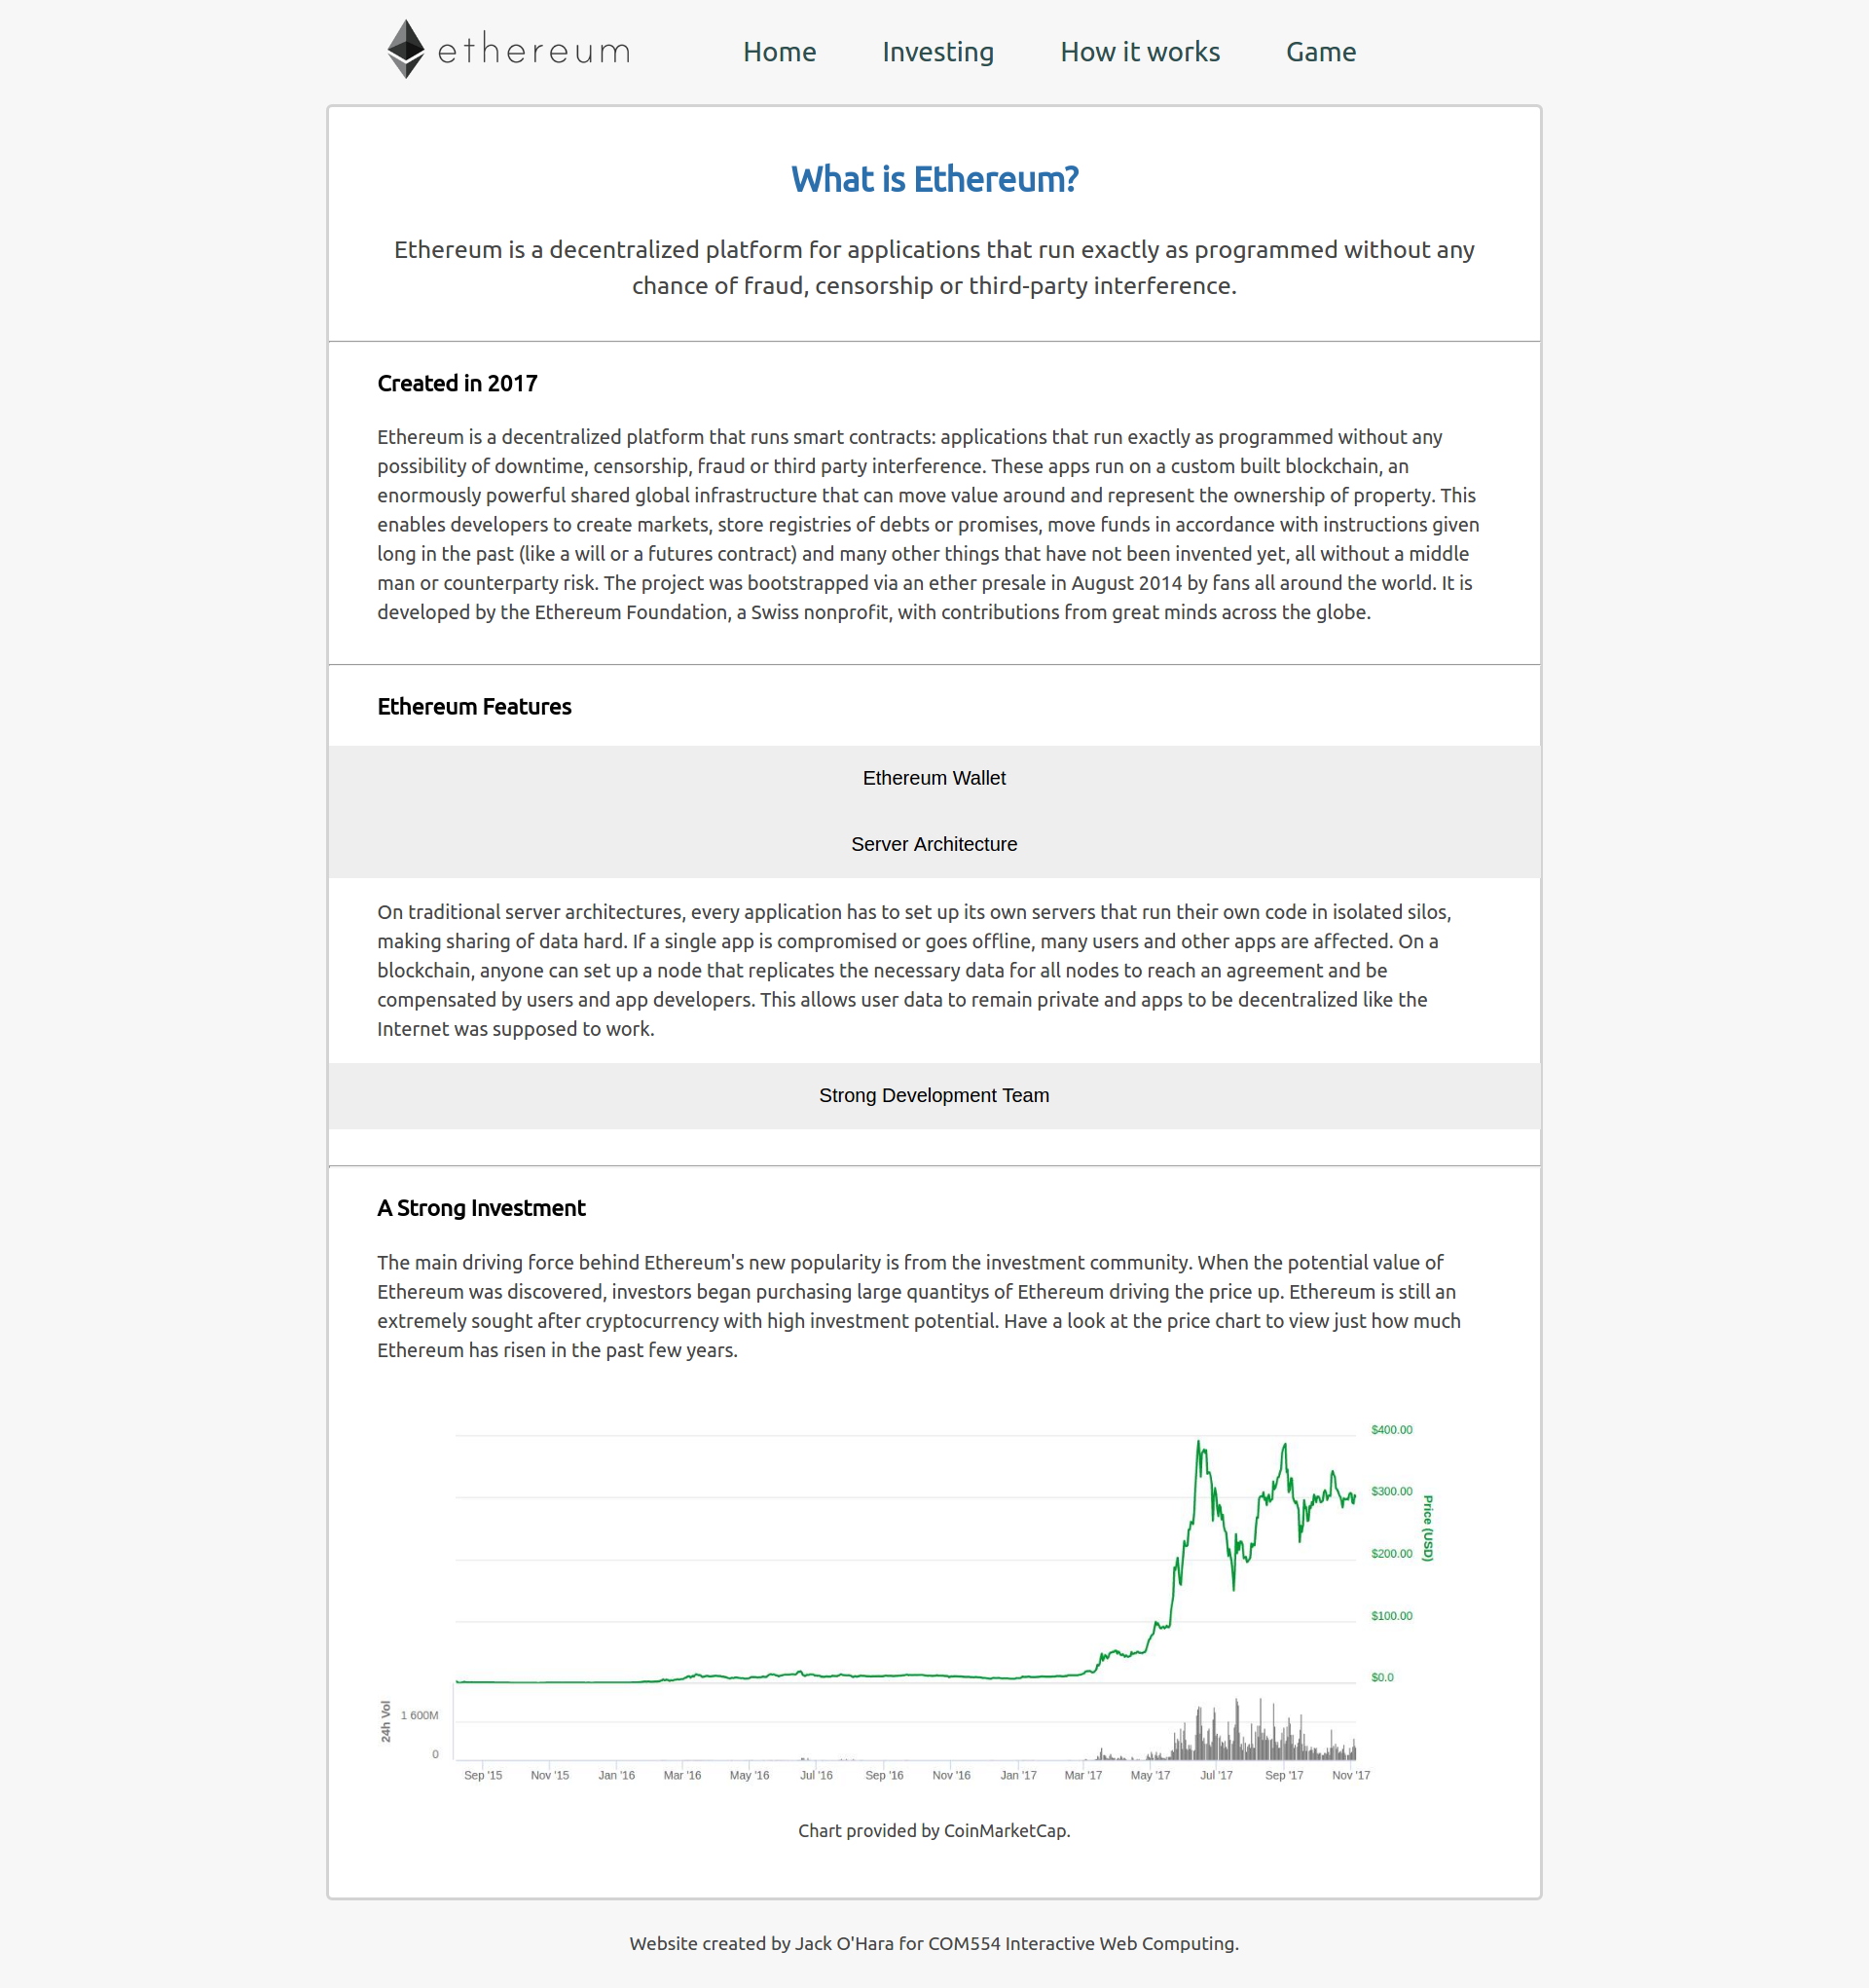 ethereum
Home Investing How it works Game
What is Ethereum?
Ethereum is a decentralized platform for applications that run exactly as programmed without any
chance of fraud, censorship or third-party interference.
Created in 2017
Ethereum is a decentralized platform that runs smart contracts: applications that run exactly as programmed without any
possibility of downtime, censorship, fraud or third party interference. These apps run on a custom built blockchain, an
enormously powerful shared global infrastructure that can move value around and represent the ownership of property. This
enables developers to create markets, store registries of debts or promises, move funds in accordance with instructions given
long in the past (like a will or a futures contract) and many other things that have not been invented yet, all without a middle
man or counterparty risk. The project was bootstrapped via an ether presale in August 2014 by fans all around the world. It is
developed by the Ethereum Foundation, a Swiss nonprofit, with contributions from great minds across the globe.
Ethereum Features
Ethereum Wallet
Server Architecture
On traditional server architectures, every application has to set up its own servers that run their own code in isolated silos,
making sharing of data hard. If a single app is compromised or goes offline, many users and other apps are affected. On a
blockchain, anyone can set up a node that replicates the necessary data for all nodes to reach an agreement and be
compensated by users and app developers. This allows user data to remain private and apps to be decentralized like the
Internet was supposed to work.
Strong Development Team
A Strong Investment
The main driving force behind Ethereum's new popularity is from the investment community. When the potential value of
Ethereum was discovered, investors began purchasing large quantitys of Ethereum driving the price up. Ethereum is still an
extremely sought after cryptocurrency with high investment potential. Have a look at the price chart to view just how much
Ethereum has risen in the past few years.
$400.00
$300.00
$200.00
$100.00
$0.0
Price (USD)
24h Vol
1 600M
0
Sep '15 Nov '15 Jan '16 Mar '16 May '16 Jul '16 Sep '16 Nov '16 Jan '17 Mar '17 May '17 Jul '17 Sep '17 Nov '17
Chart provided by CoinMarketCap.
Website created by Jack O'Hara for COM554 Interactive Web Computing.